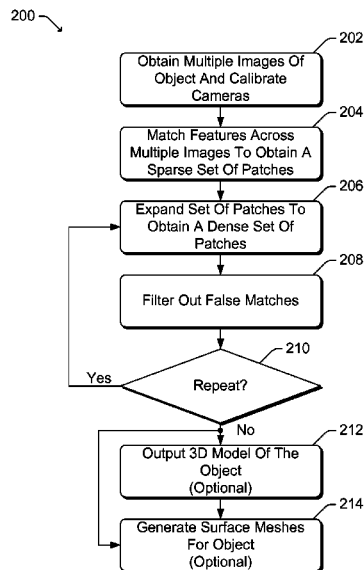 200
202
Obtain Multiple Images Of
Object And Calibrate
Cameras
204
Match Features Across
Multiple Images To Obtain A
Sparse Set Of Patches
206
Expand Set Of Patches To
Obtain A Dense Set Of
Patches
208
Filter Out False Matches
210
Repeat?
Yes
No
212
Output 3D Model Of The
Object
(Optional)
214
Generate Surface Meshes
For Object
(Optional)